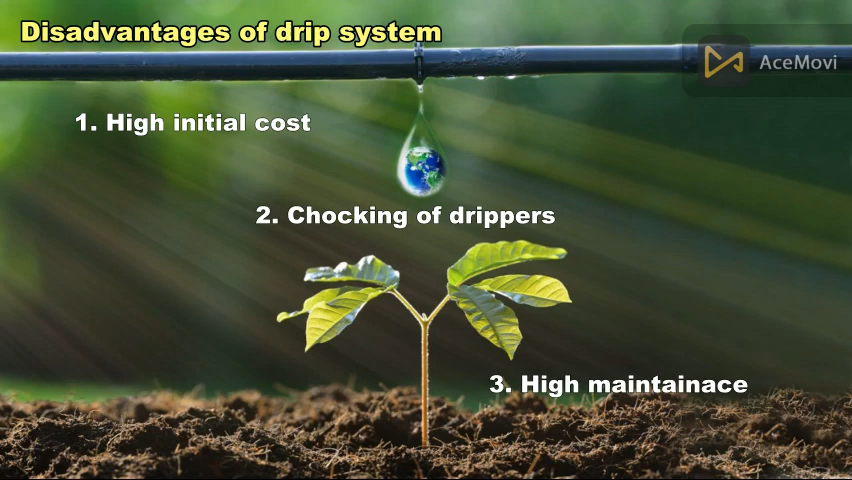 Disadvantages of drip system
AceMovi
1. High initial cost
2. Chocking of drippers
3. High maintainace